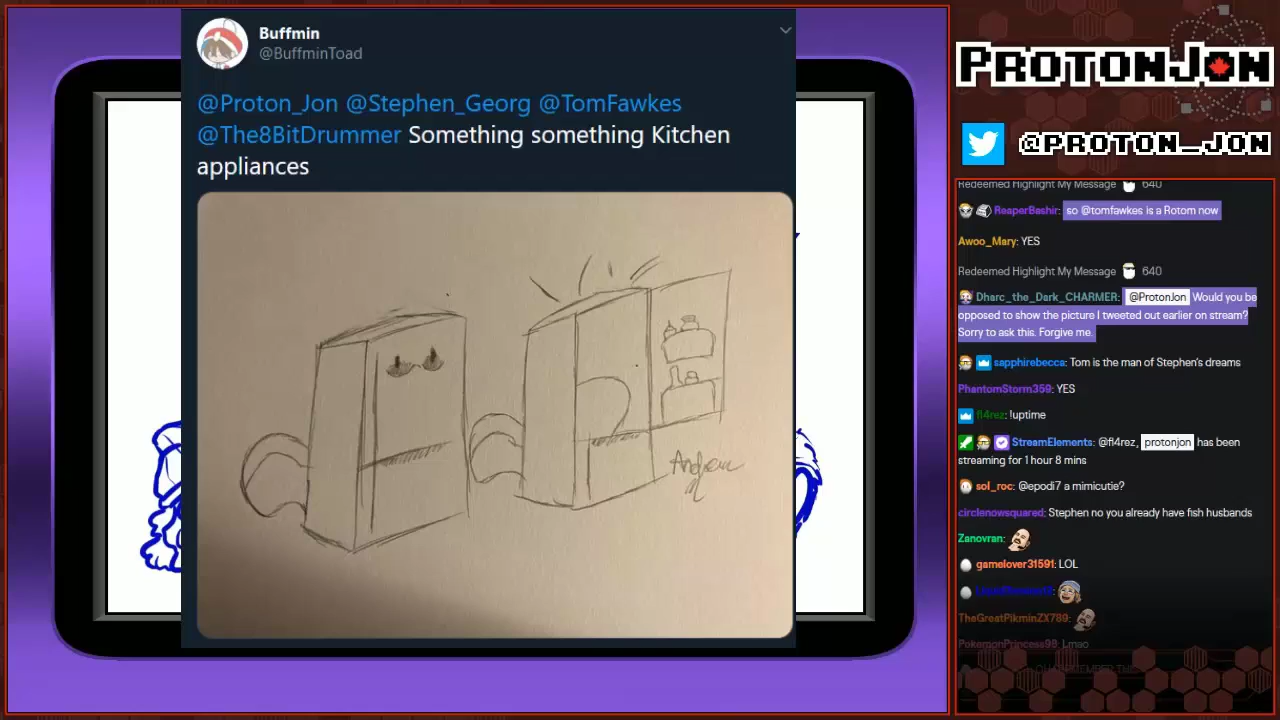 Buffmin
@BuffminToad
@Proton_Jon @Stephen_Georg @TomFawkes
@The8BitDrummer Something something Kitchen
appliances
Andrew
PROTONJON
@PROTON_JON
Redeemed Highlight My Message 640
ReaperBashir: so @tomfawkes is a Rotom now
Awoo_Mary: YES
Redeemed Highlight My Message 640
Dharc_the_Dark_CHARMER: @ProtonJon Would you be
opposed to show the picture I tweeted out earlier on stream?
Sorry to ask this. Forgive me.
sapphirebecca: Tom is the man of Stephen's dreams
PhantomStorm359: YES
fl4rez: !uptime
StreamElements: @fl4rez, protonjon has been
streaming for 1 hour 8 mins
sol_roc: @epodi7 a mimicutie?
circlenowsquared: Stephen no you already have fish husbands
Zanovran:
gamelover31591: LOL
TheGreatPikminZX789:
PokemonPrincess99: Lmao